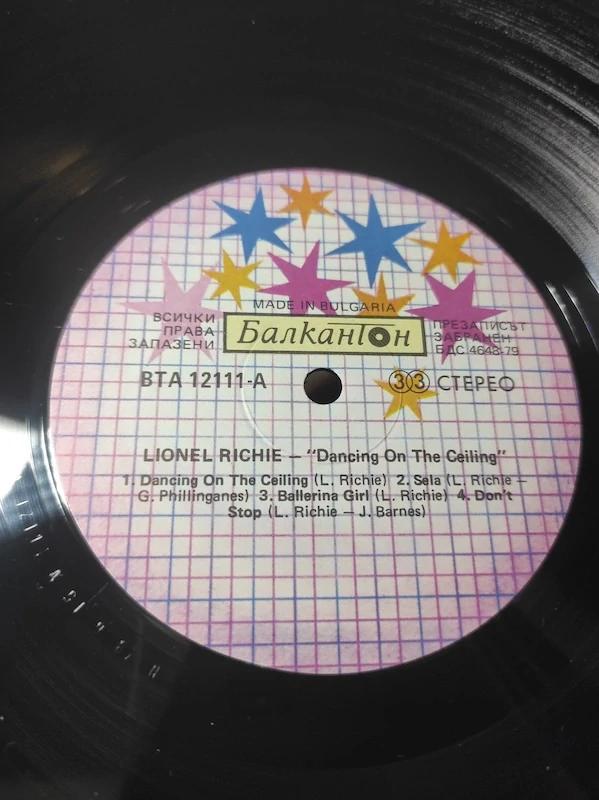 MADE IN BULGARIA
ВСИЧКИ
ПРАВА
ЗАПАЗЕНИ
Балкантон
ПРЕЗАПИСЪТ
ЗАБРАНЕН
БДС 4648-79
ВТА 12111-А
33 СТЕРЕО
LIONEL RICHIE – "Dancing On The Ceiling"
1. Dancing On The Ceiling (L. Richie) 2. Sela (L. Richie –
G. Phillinganes) 3. Ballerina Girl (L. Richie) 4. Don't
Stop (L. Richie – J. Barnes)